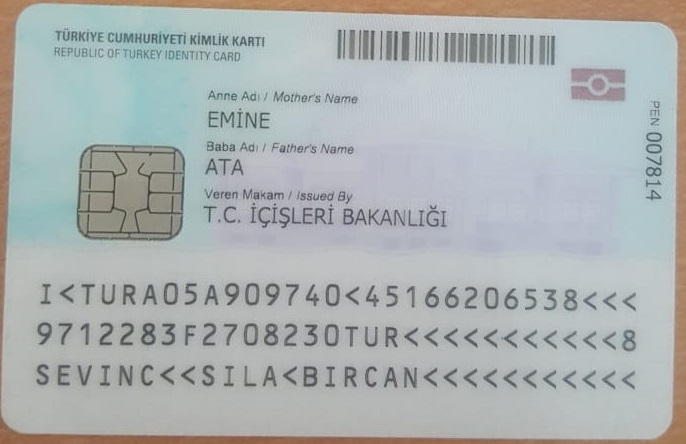 TÜRKİYE CUMHURİYETİ KİMLİK KARTI
REPUBLIC OF TURKEY IDENTITY CARD
Anne Adı / Mother's Name
EMİNE
Baba Adı / Father's Name
ATA
Veren Makam / Issued By
T.C. İÇİŞLERİ BAKANLIĞI
PEN 007814
I<TURA05A909740<45166206538<<<
9712283F2708230TUR<<<<<<<<<<<8
SEVINC<<SILA<BIRCAN<<<<<<<<<<<